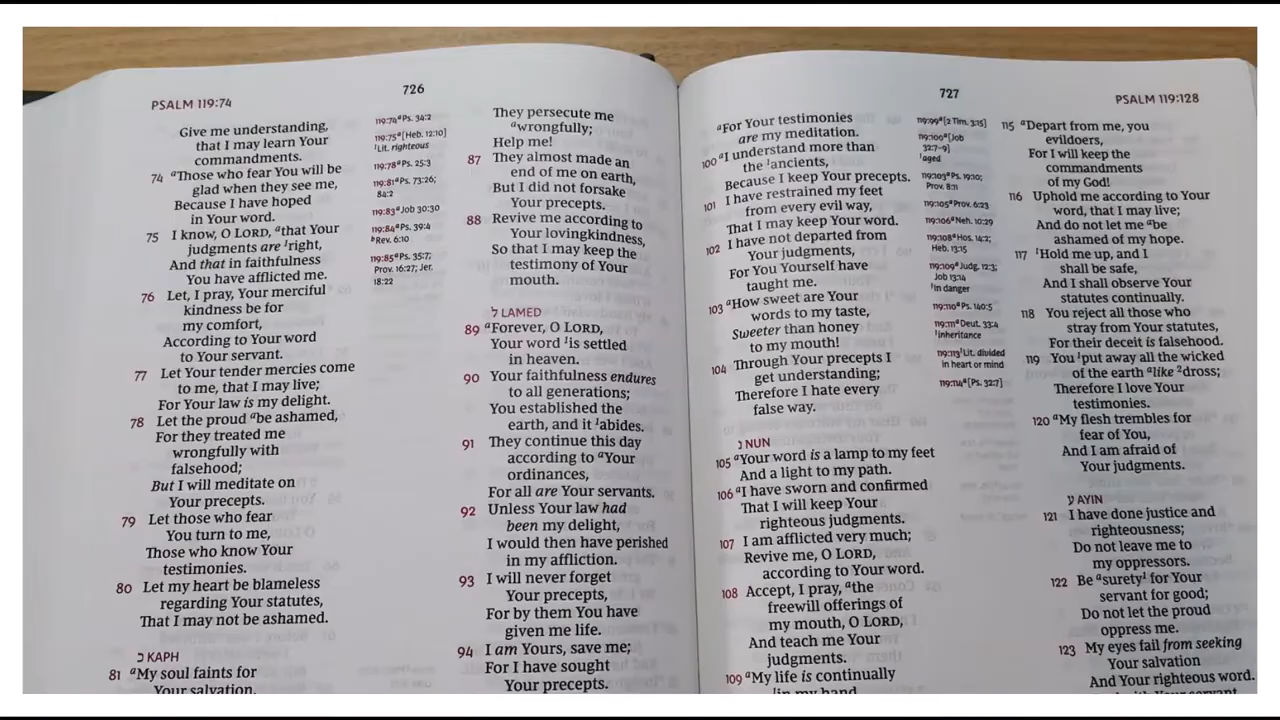 PSALM 119:74
726
Give me understanding,
that I may learn Your
commandments.
74 ªThose who fear You will be
glad when they see me,
Because I have hoped
in Your word.
75 I know, O LORD, ªthat Your
judgments are ¹right,
And that in faithfulness
You have afflicted me.
76 Let, I pray, Your merciful
kindness be for
my comfort,
According to Your word
to Your servant.
77 Let Your tender mercies come
to me, that I may live;
For Your law is my delight.
78 Let the proud ªbe ashamed,
For they treated me
wrongfully with
falsehood;
But I will meditate on
Your precepts.
79 Let those who fear
You turn to me,
Those who know Your
testimonies.
80 Let my heart be blameless
regarding Your statutes,
That I may not be ashamed.
כ KAPH
81 ªMy soul faints for
Your salvation,
119:74 ªPs. 34:2
119:75 ª[Heb. 12:10]
¹Lit. righteous
119:78 ªPs. 25:3
119:81 ªPs. 73:26;
84:2
119:83 ªJob 30:30
119:84 ªPs. 39:4
ᵇRev. 6:10
119:85 ªPs. 35:7;
Prov. 16:27; Jer.
18:22
They persecute me
ªwrongfully;
Help me!
87 They almost made an
end of me on earth,
But I did not forsake
Your precepts.
88 Revive me according to
Your lovingkindness,
So that I may keep the
testimony of Your
mouth.
ל LAMED
89 ªForever, O LORD,
Your word ¹is settled
in heaven.
90 Your faithfulness endures
to all generations;
You established the
earth, and it ¹abides.
91 They continue this day
according to ªYour
ordinances,
For all are Your servants.
92 Unless Your law had
been my delight,
I would then have perished
in my affliction.
93 I will never forget
Your precepts,
For by them You have
given me life.
94 I am Yours, save me;
For I have sought
Your precepts.
727
PSALM 119:128
ªFor Your testimonies
are my meditation.
100 ªI understand more than
the ¹ancients,
Because I keep Your precepts.
101 I have restrained my feet
from every evil way,
That I may keep Your word.
102 I have not departed from
Your judgments,
For You Yourself have
taught me.
103 ªHow sweet are Your
words to my taste,
Sweeter than honey
to my mouth!
104 Through Your precepts I
get understanding;
Therefore I hate every
false way.
נ NUN
105 ªYour word is a lamp to my feet
And a light to my path.
106 ªI have sworn and confirmed
That I will keep Your
righteous judgments.
107 I am afflicted very much;
Revive me, O LORD,
according to Your word.
108 Accept, I pray, ªthe
freewill offerings of
my mouth, O LORD,
And teach me Your
judgments.
109 ªMy life is continually
¹in my hand
119:99 ª[2 Tim. 3:15]
119:100 ª[Job
32:7–9]
¹aged
119:103 ªPs. 19:10;
Prov. 8:11
119:105 ªProv. 6:23
119:106 ªNeh. 10:29
119:108 ªHos. 14:2;
Heb. 13:15
119:109 ªJudg. 12:3;
Job 13:14
¹in danger
119:110 ªPs. 140:5
119:111 ªDeut. 33:4
¹inheritance
119:113 ¹Lit. divided
in heart or mind
119:114 ª[Ps. 32:7]
115 ªDepart from me, you
evildoers,
For I will keep the
commandments
of my God!
116 Uphold me according to Your
word, that I may live;
And do not let me ªbe
ashamed of my hope.
117 ¹Hold me up, and I
shall be safe,
And I shall observe Your
statutes continually.
118 You reject all those who
stray from Your statutes,
For their deceit is falsehood.
119 You ¹put away all the wicked
of the earth ªlike ²dross;
Therefore I love Your
testimonies.
120 ªMy flesh trembles for
fear of You,
And I am afraid of
Your judgments.
ע AYIN
121 I have done justice and
righteousness;
Do not leave me to
my oppressors.
122 Be ªsurety¹ for Your
servant for good;
Do not let the proud
oppress me.
123 My eyes fail from seeking
Your salvation
And Your righteous word.
with Your servant